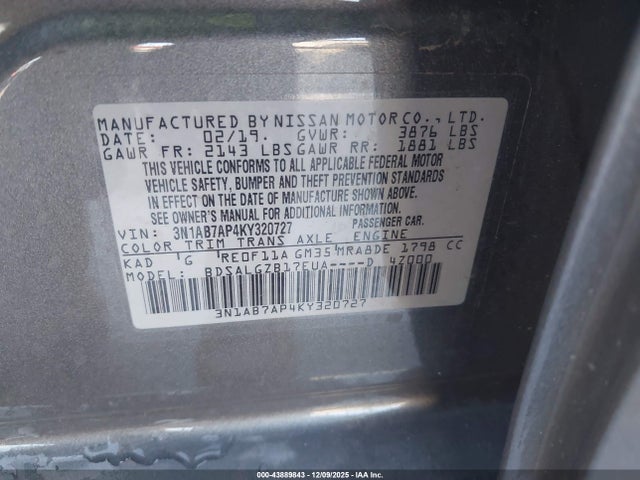 MANUFACTURED BY NISSAN MOTOR CO., LTD.
DATE: 02/19. GVWR: 3876 LBS
GAWR FR: 2143 LBS GAWR RR: 1881 LBS
THIS VEHICLE CONFORMS TO ALL APPLICABLE FEDERAL MOTOR
VEHICLE SAFETY, BUMPER AND THEFT PREVENTION STANDARDS
IN EFFECT ON THE DATE OF MANUFACTURE SHOWN ABOVE.
SEE OWNER'S MANUAL FOR ADDITIONAL INFORMATION.
VIN: 3N1AB7AP4KY320727 PASSENGER CAR.
COLOR TRIM TRANS AXLE ENGINE
KAD G RE0F11A GM35 MRA8DE 1798 CC
MODEL: BDSALGZB17EUA----D 4Z000
3N1AB7AP4KY320727
000-43889843 12/09/2025 - IAA Inc.